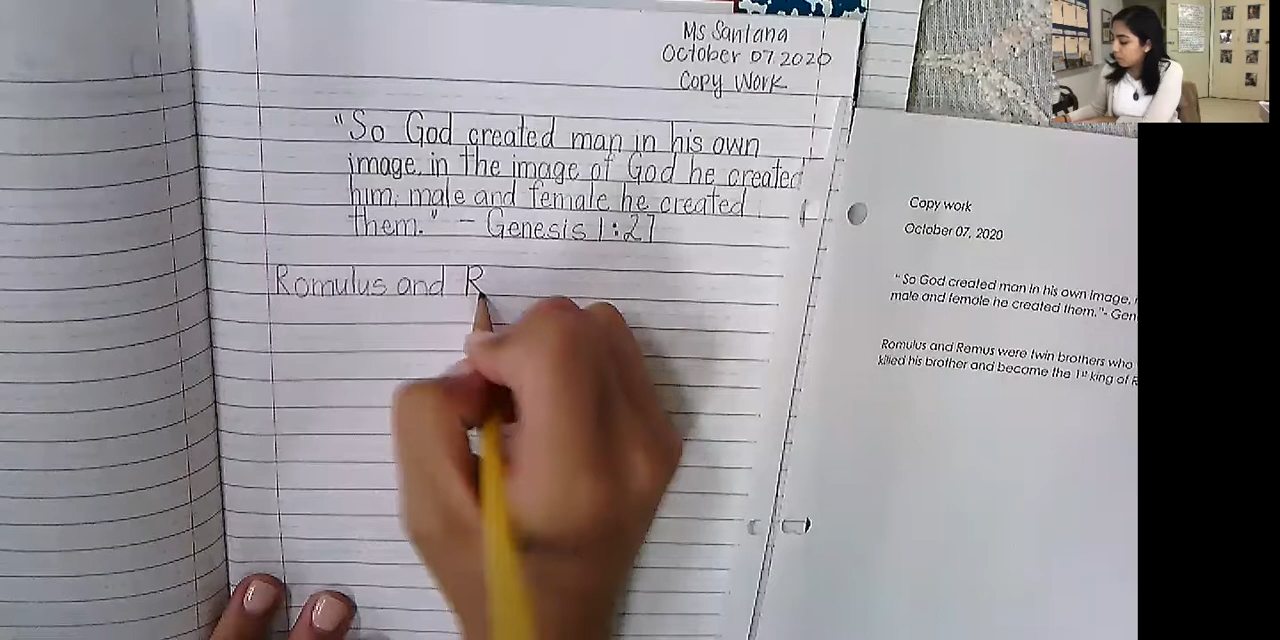 Ms Santana
October 07 2020
Copy Work
"So God created man in his own
image, in the image of God he created
him; male and female he created
them." – Genesis 1:27
Romulus and R
Copy work
October 07, 2020
"So God created man in his own image,
male and female he created them."- Gen
Romulus and Remus were twin brothers who
killed his brother and become the 1st king of R